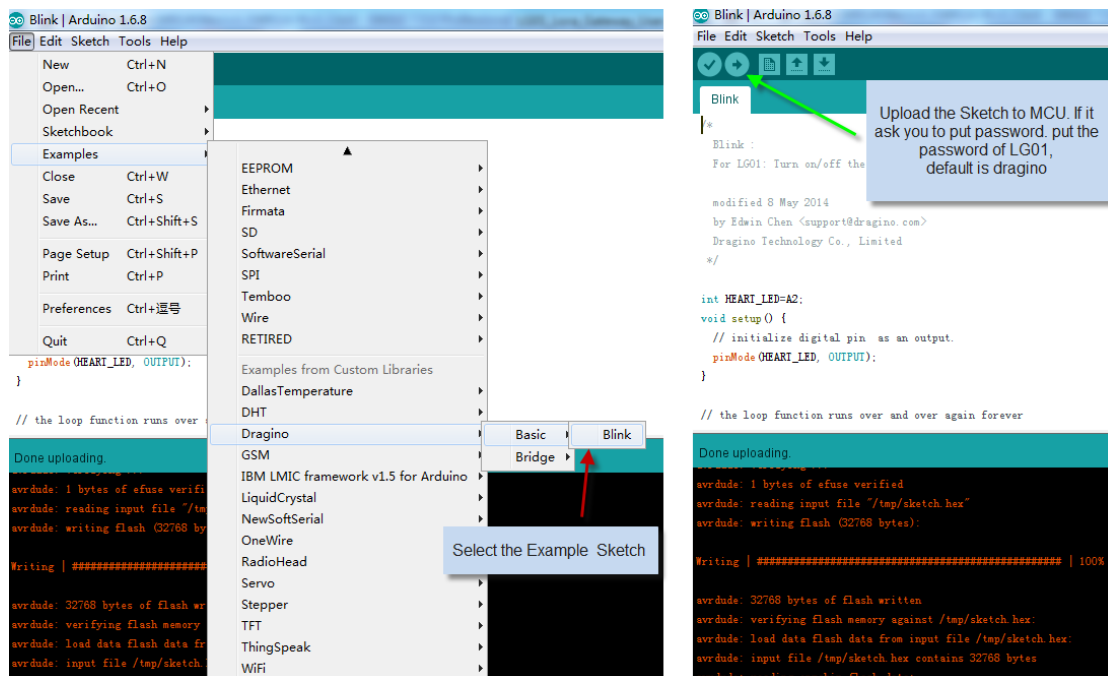 Blink | Arduino 1.6.8
File Edit Sketch Tools Help
New Ctrl+N
Open... Ctrl+O
Open Recent
Sketchbook
Examples
Close Ctrl+W
Save Ctrl+S
Save As... Ctrl+Shift+S
Page Setup Ctrl+Shift+P
Print Ctrl+P
Preferences Ctrl+逗号
Quit Ctrl+Q
EEPROM
Ethernet
Firmata
SD
SoftwareSerial
SPI
Temboo
Wire
RETIRED
Examples from Custom Libraries
DallasTemperature
DHT
Dragino
GSM
IBM LMIC framework v1.5 for Arduino
LiquidCrystal
NewSoftSerial
OneWire
RadioHead
Servo
Stepper
TFT
ThingSpeak
WiFi
Basic
Bridge
Blink
Select the Example Sketch
pinMode(HEART_LED, OUTPUT);
}
// the loop function runs over
Done uploading.
avrdude: 1 bytes of efuse verifi
avrdude: reading input file "/tm
avrdude: writing flash (32768 by
Writing | ######################
avrdude: 32768 bytes of flash wr
avrdude: verifying flash memory
avrdude: load data flash data fr
avrdude: input file /tmp/sketch.
Blink | Arduino 1.6.8
File Edit Sketch Tools Help
Blink
Upload the Sketch to MCU. If it
ask you to put password. put the
password of LG01,
default is dragino
/*
Blink :
For LG01: Turn on/off the
modified 8 May 2014
by Edwin Chen <support@dragino.com>
Dragino Technology Co., Limited
*/
int HEART_LED=A2;
void setup() {
// initialize digital pin as an output.
pinMode(HEART_LED, OUTPUT);
}
// the loop function runs over and over again forever
Done uploading.
avrdude: 1 bytes of efuse verified
avrdude: reading input file "/tmp/sketch.hex"
avrdude: writing flash (32768 bytes):
Writing | ################################################## | 100%
avrdude: 32768 bytes of flash written
avrdude: verifying flash memory against /tmp/sketch.hex:
avrdude: load data flash data from input file /tmp/sketch.hex:
avrdude: input file /tmp/sketch.hex contains 32768 bytes